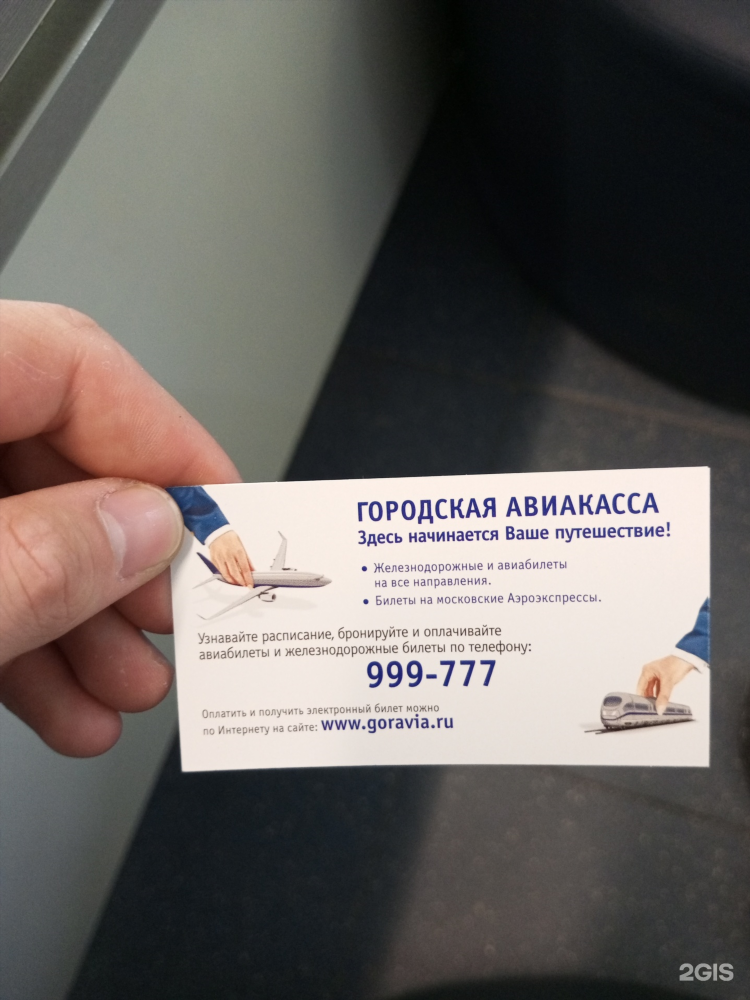 ГОРОДСКАЯ АВИАКАССА
Здесь начинается Ваше путешествие!
• Железнодорожные и авиабилеты
на все направления.
• Билеты на московские Аэроэкспрессы.
Узнавайте расписание, бронируйте и оплачивайте
авиабилеты и железнодорожные билеты по телефону:
999-777
Оплатить и получить электронный билет можно
по Интернету на сайте: www.goravia.ru
2GIS